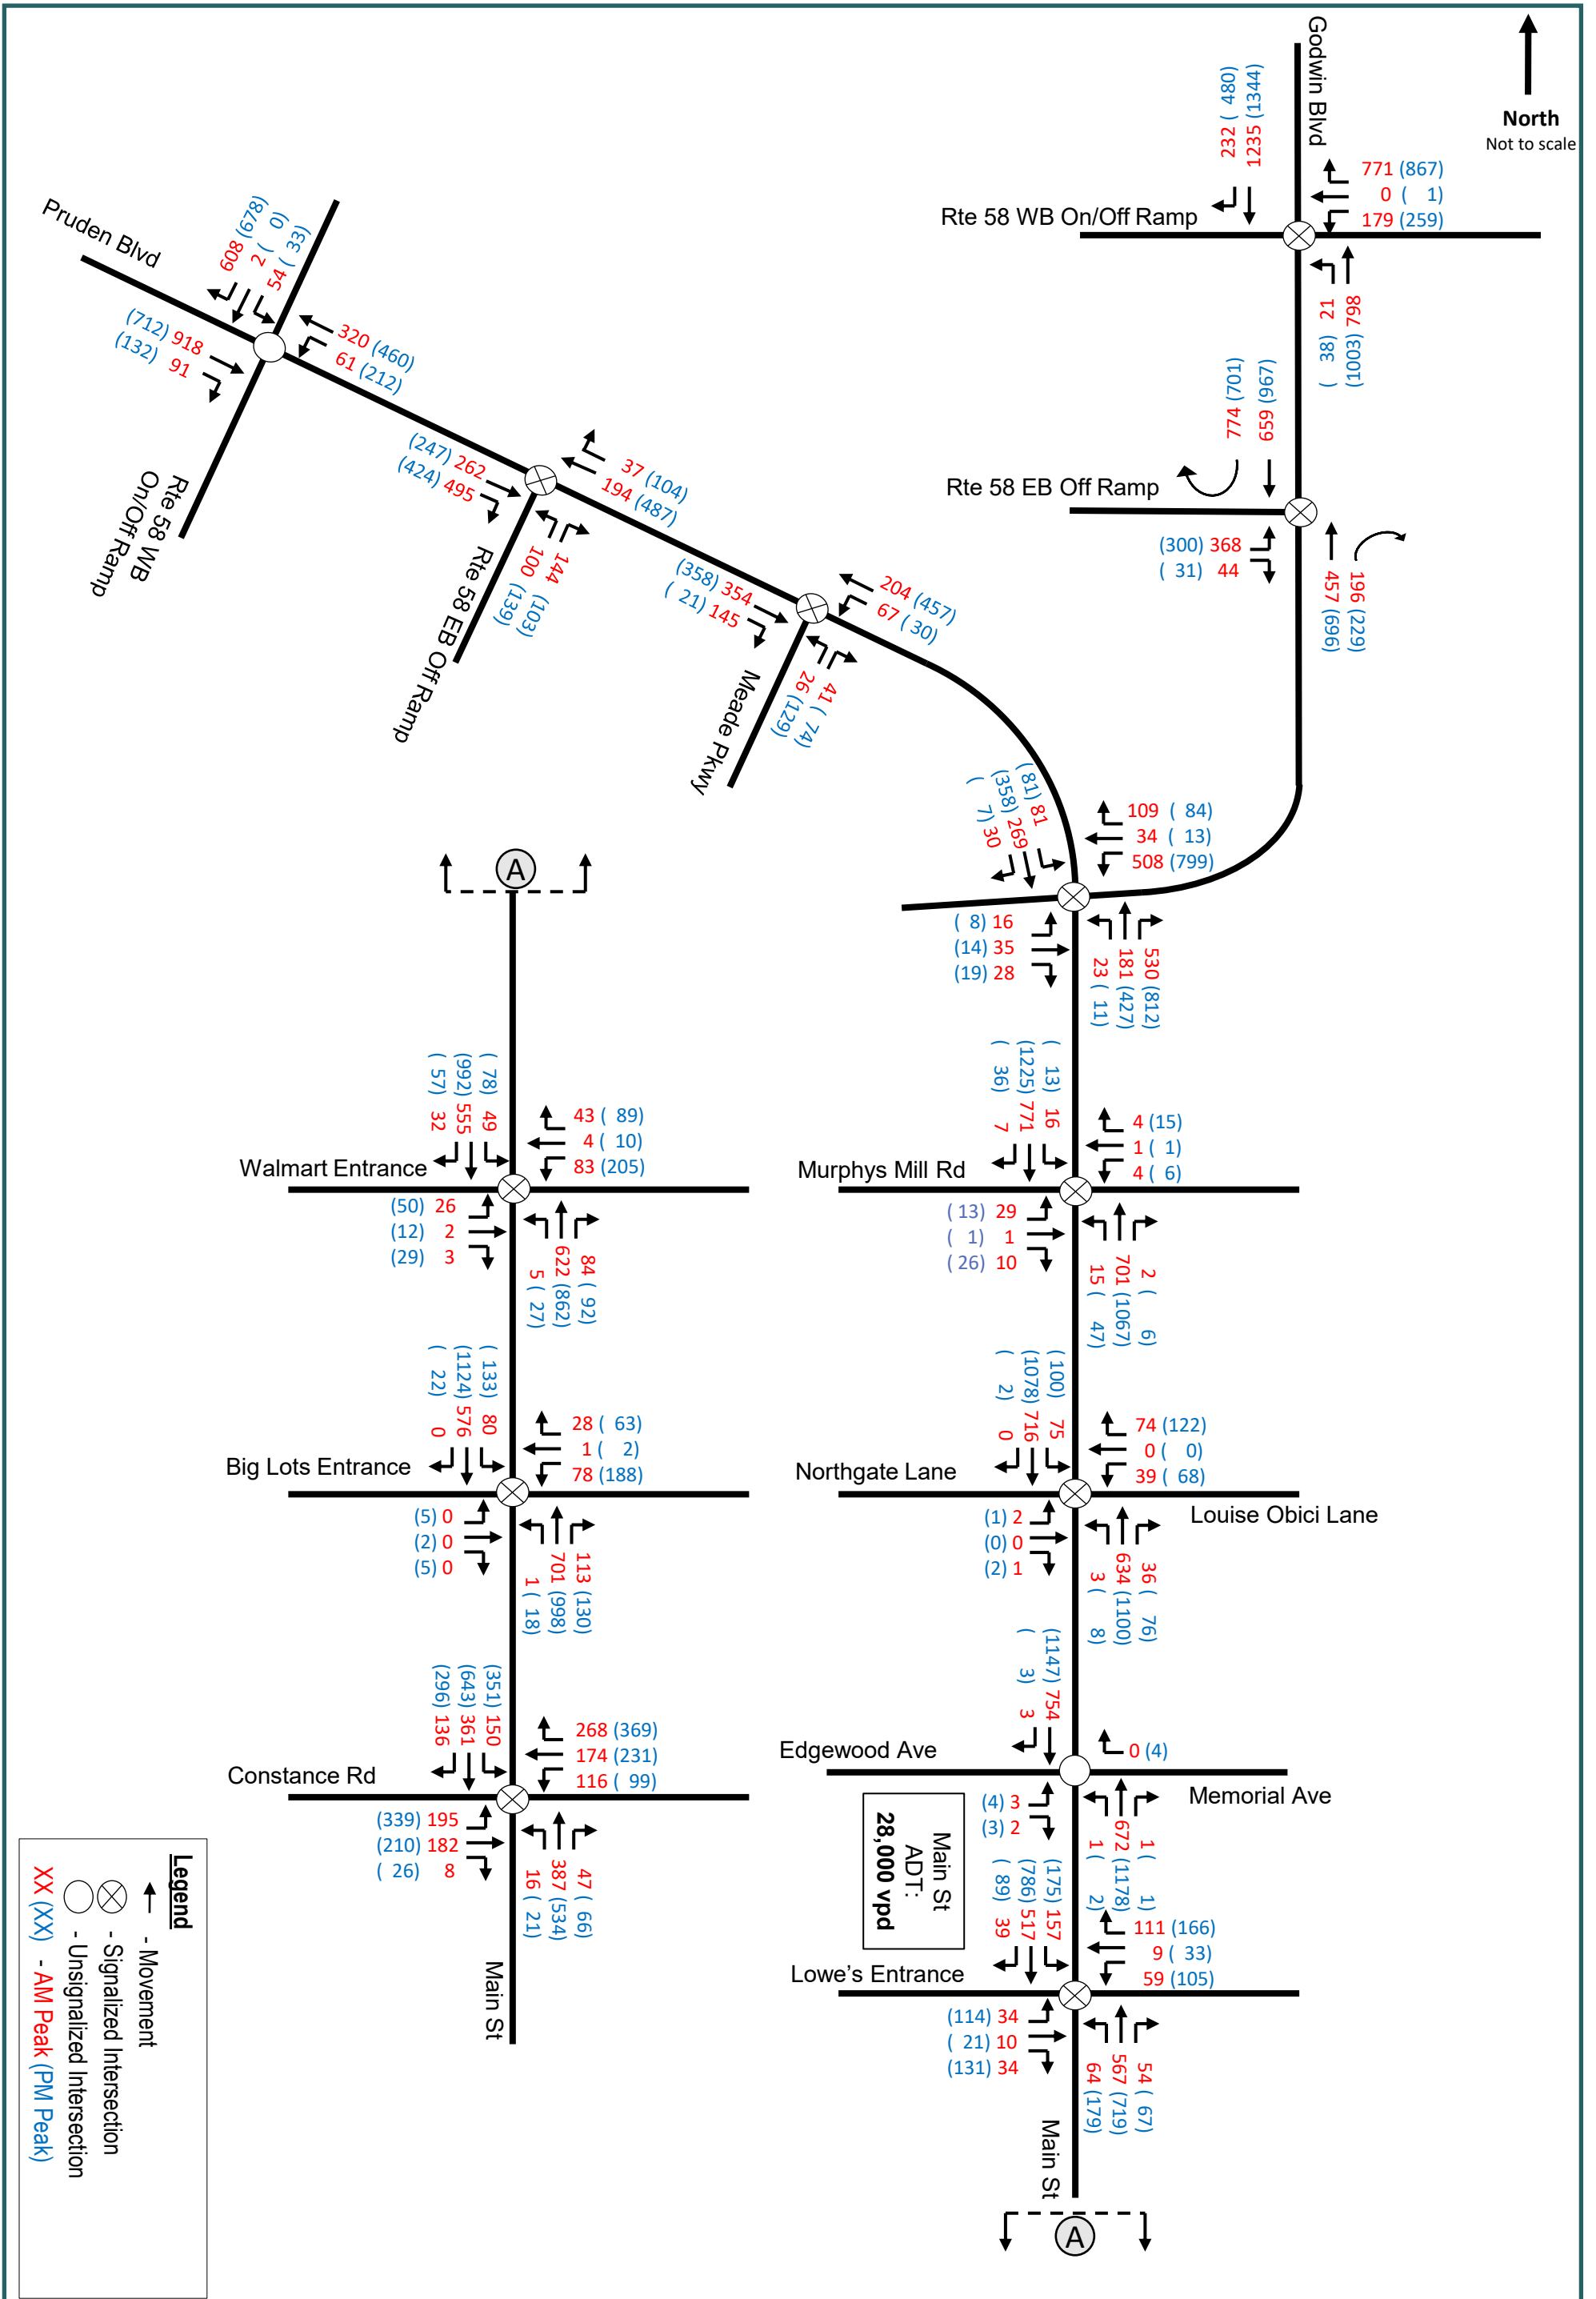 North
Not to scale
Godwin Blvd
232 ( 480)
1235 (1344)
771 (867)
0 ( 1)
179 (259)
Rte 58 WB On/Off Ramp
( 38) 21
(1003) 798
774 (701)
659 (967)
Rte 58 EB Off Ramp
(300) 368
( 31) 44
457 (696)
196 (229)
Pruden Blvd
608 (678)
2 ( 0)
54 ( 33)
320 (460)
61 (212)
(712) 918
(132) 91
Rte 58 WB
On/Off Ramp
(247) 262
(424) 495
37 (104)
194 (487)
100 (139)
144 (103)
Rte 58 EB Off Ramp
(358) 354
( 21) 145
204 (457)
67 ( 30)
26 (129)
41 ( 74)
Meade Pkwy
( 81) 81
(358) 269
( 7) 30
109 ( 84)
34 ( 13)
508 (799)
( 8) 16
(14) 35
(19) 28
530 (812)
181 (427)
23 ( 11)
( 13) 16
(1225) 771
( 36) 7
4 (15)
1 ( 1)
4 ( 6)
Murphys Mill Rd
( 13) 29
( 1) 1
( 26) 10
2 ( 6)
701 (1067)
15 ( 47)
(100) 75
(1078) 716
( 2) 0
74 (122)
0 ( 0)
39 ( 68)
Northgate Lane
Louise Obici Lane
(1) 2
(0) 0
(2) 1
36 ( 76)
634 (1100)
3 ( 8)
(1147) 754
( 3) 3
0 (4)
Edgewood Ave
Memorial Ave
(4) 3
(3) 2
1 ( 1)
672 (1178)
1 ( 2)
Main St
ADT:
28,000 vpd
(175) 157
(786) 517
( 89) 39
111 (166)
9 ( 33)
59 (105)
Lowe's Entrance
(114) 34
( 21) 10
(131) 34
54 ( 67)
567 (719)
64 (179)
Main St
A
A
( 78) 49
(992) 555
( 57) 32
43 ( 89)
4 ( 10)
83 (205)
Walmart Entrance
(50) 26
(12) 2
(29) 3
84 ( 92)
622 (862)
5 ( 27)
( 133) 80
(1124) 576
( 22) 0
28 ( 63)
1 ( 2)
78 (188)
Big Lots Entrance
(5) 0
(2) 0
(5) 0
113 (130)
701 (998)
1 ( 18)
(351) 150
(643) 361
(296) 136
268 (369)
174 (231)
116 ( 99)
Constance Rd
(339) 195
(210) 182
( 26) 8
47 ( 66)
387 (534)
16 ( 21)
Main St
Legend
- Movement
- Signalized Intersection
- Unsignalized Intersection
XX (XX) - AM Peak (PM Peak)